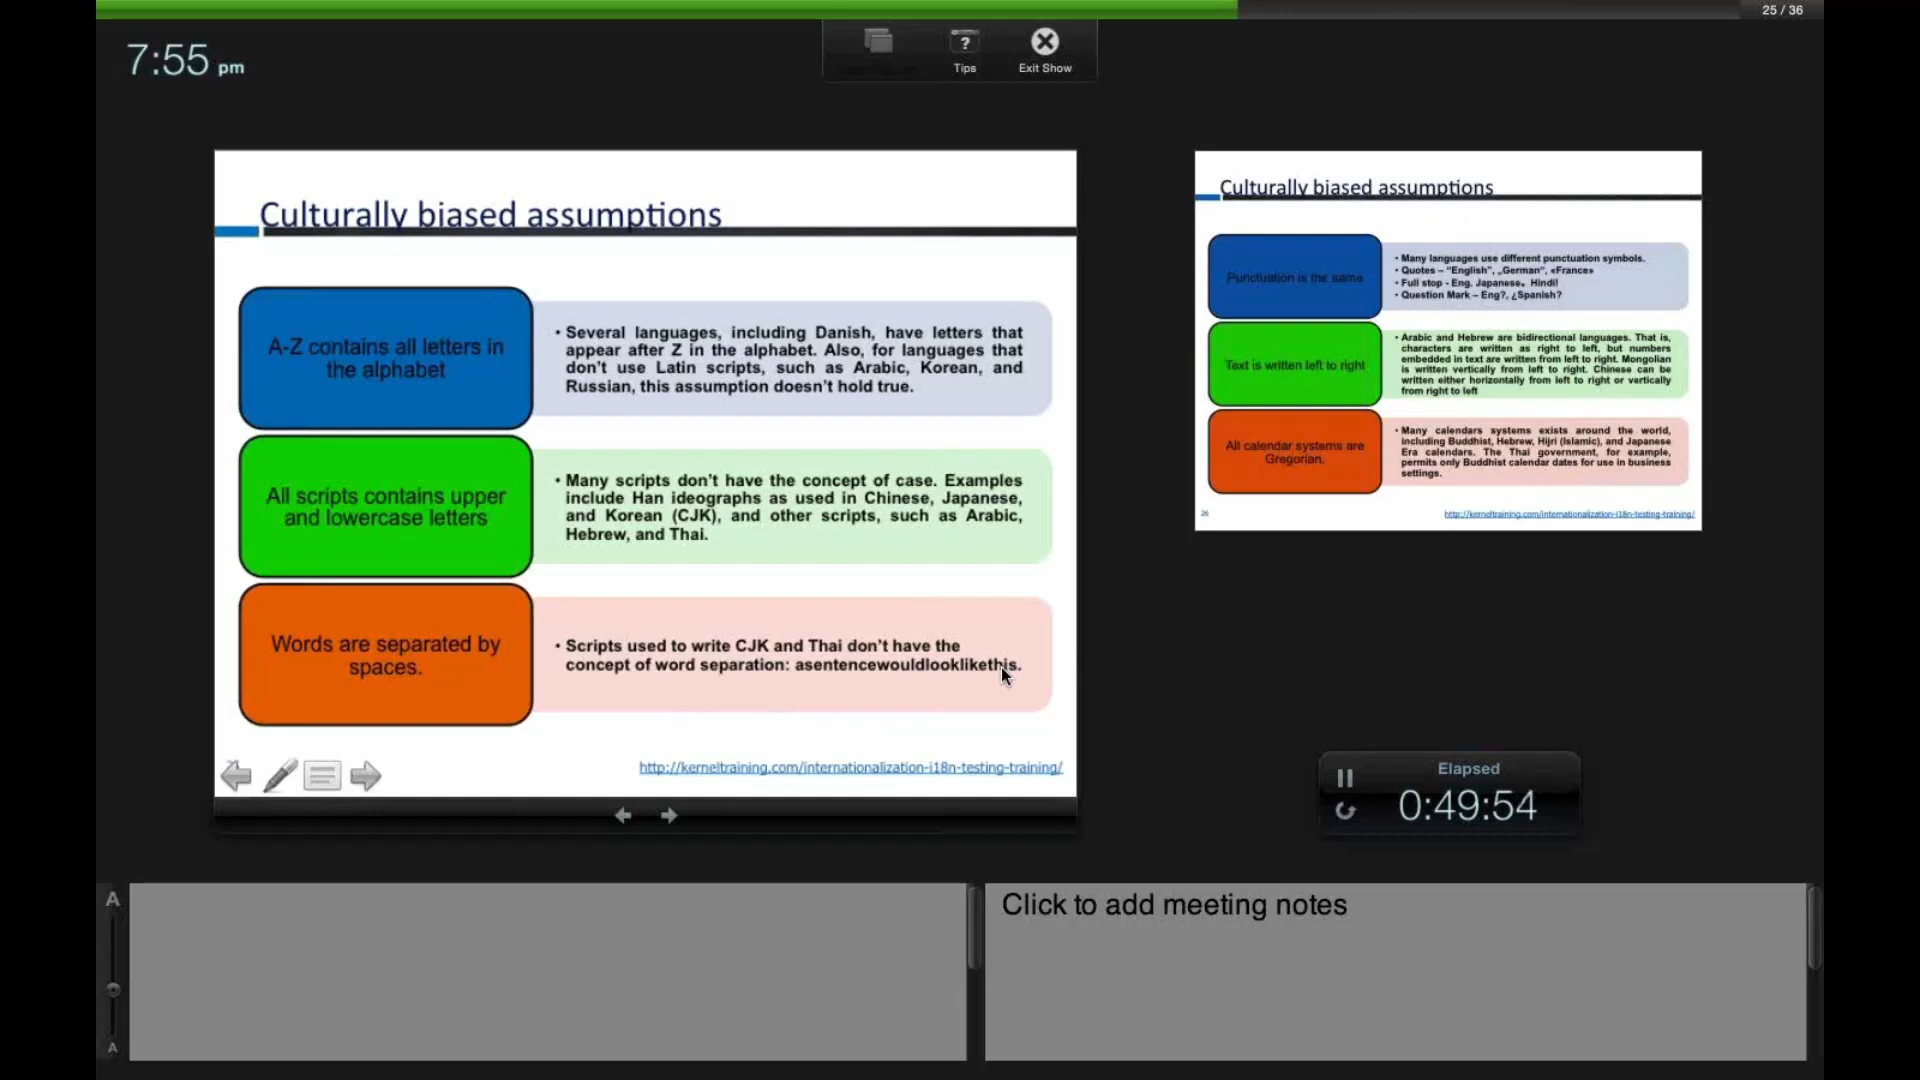 25 / 36
7:55 pm
Tips
Exit Show
Culturally biased assumptions
A-Z contains all letters in
the alphabet
• Several languages, including Danish, have letters that
appear after Z in the alphabet. Also, for languages that
don't use Latin scripts, such as Arabic, Korean, and
Russian, this assumption doesn't hold true.
All scripts contains upper
and lowercase letters
• Many scripts don't have the concept of case. Examples
include Han ideographs as used in Chinese, Japanese,
and Korean (CJK), and other scripts, such as Arabic,
Hebrew, and Thai.
Words are separated by
spaces.
• Scripts used to write CJK and Thai don't have the
concept of word separation: asentencewouldlooklikethis.
http://kerneltraining.com/internationalization-i18n-testing-training/
Culturally biased assumptions
Punctuation is the same
• Many languages use different punctuation symbols.
• Quotes – “English”, „German“, «France»
• Full stop - Eng. Japanese。 Hindi।
• Question Mark – Eng?, ¿Spanish?
Text is written left to right
• Arabic and Hebrew are bidirectional languages. That is,
characters are written as right to left, but numbers
embedded in text are written from left to right. Mongolian
is written vertically from left to right. Chinese can be
written either horizontally from left to right or vertically
from right to left
All calendar systems are
Gregorian.
• Many calendars systems exists around the world,
including Buddhist, Hebrew, Hijri (Islamic), and Japanese
Era calendars. The Thai government, for example,
permits only Buddhist calendar dates for use in business
settings.
26
http://kerneltraining.com/internationalization-i18n-testing-training/
Elapsed
0:49:54
A
A
Click to add meeting notes